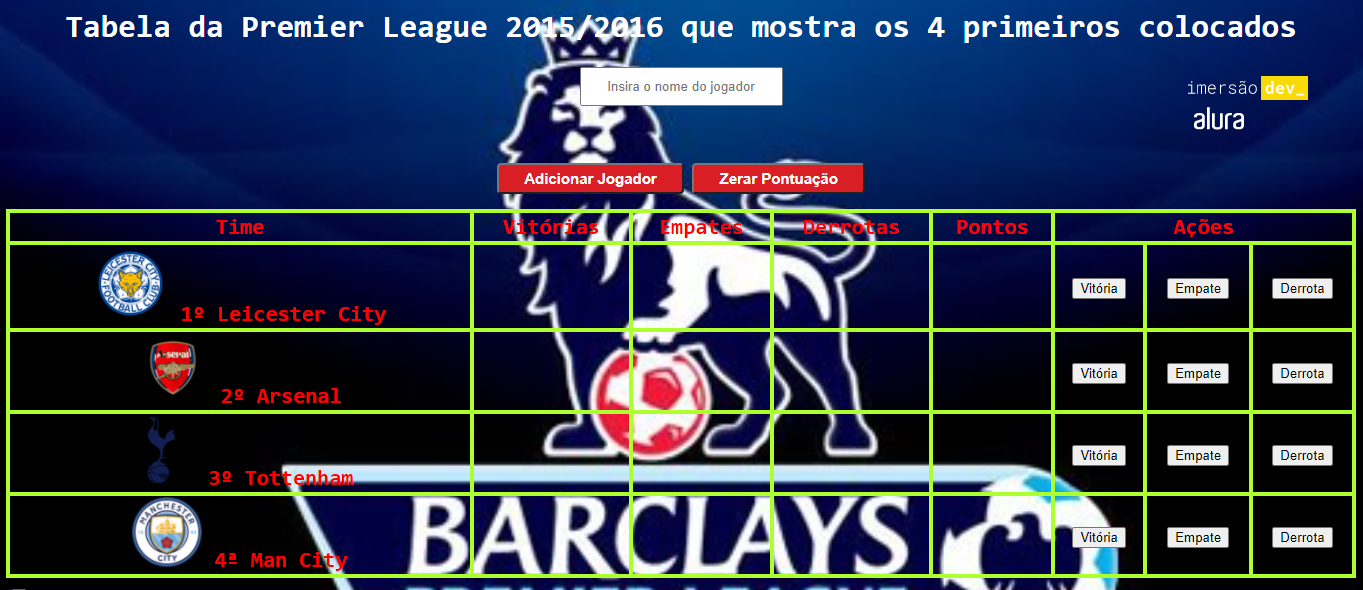 Tabela da Premier League 2015/2016 que mostra os 4 primeiros colocados
Insira o nome do jogador
imersão dev_
alura
Adicionar Jogador Zerar Pontuação
Time Vitórias Empates Derrotas Pontos Ações
LEICESTER CITY FOOTBALL CLUB
1º Leicester City Vitória Empate Derrota
Arsenal
2º Arsenal Vitória Empate Derrota
3º Tottenham Vitória Empate Derrota
MANCHESTER CITY
4ª Man City Vitória Empate Derrota
BARCLAYS
PREMIER LEAGUE